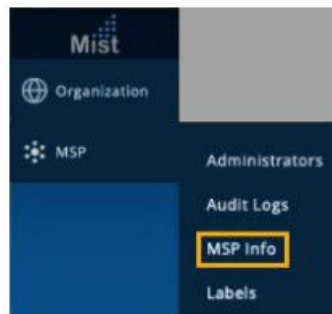 Mist
Organization
MSP
Administrators
Audit Logs
MSP Info
Labels